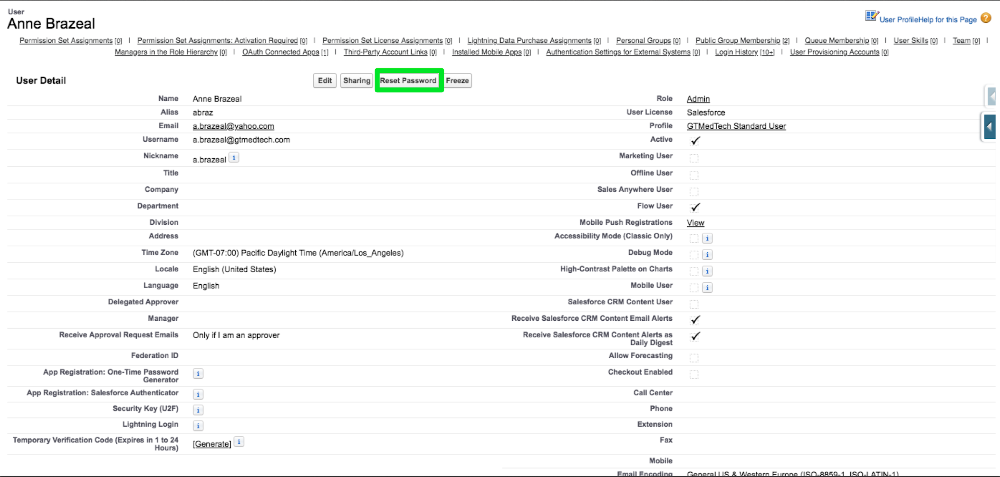 User
Anne Brazeal
User ProfileHelp for this Page ?
Permission Set Assignments [0] | Permission Set Assignments: Activation Required [0] | Permission Set License Assignments [0] | Lightning Data Purchase Assignments [0] | Personal Groups [0] | Public Group Membership [2] | Queue Membership [0] | User Skills [0] | Team [0] |
Managers in the Role Hierarchy [0] | OAuth Connected Apps [1] | Third-Party Account Links [0] | Installed Mobile Apps [0] | Authentication Settings for External Systems [0] | Login History [10+] | User Provisioning Accounts [0]
User Detail Edit Sharing Reset Password Freeze
Name Anne Brazeal Role Admin
Alias abraz User License Salesforce
Email a.brazeal@yahoo.com Profile GTMedTech Standard User
Username a.brazeal@gtmedtech.com Active
Nickname a.brazeal i Marketing User
Title Offline User
Company Sales Anywhere User
Department Flow User
Division Mobile Push Registrations View
Address Accessibility Mode (Classic Only) i
Time Zone (GMT-07:00) Pacific Daylight Time (America/Los_Angeles) Debug Mode i
Locale English (United States) High-Contrast Palette on Charts i
Language English Mobile User i
Delegated Approver Salesforce CRM Content User
Manager Receive Salesforce CRM Content Email Alerts
Receive Approval Request Emails Only if I am an approver Receive Salesforce CRM Content Alerts as
Daily Digest
Federation ID Allow Forecasting
App Registration: One-Time Password i Checkout Enabled
Generator
App Registration: Salesforce Authenticator i Call Center
Security Key (U2F) i Phone
Lightning Login i Extension
Temporary Verification Code (Expires in 1 to 24 [Generate] i Fax
Hours)
Mobile
Email Encoding General US & Western Europe (ISO-8859-1, ISO-LATIN-1)